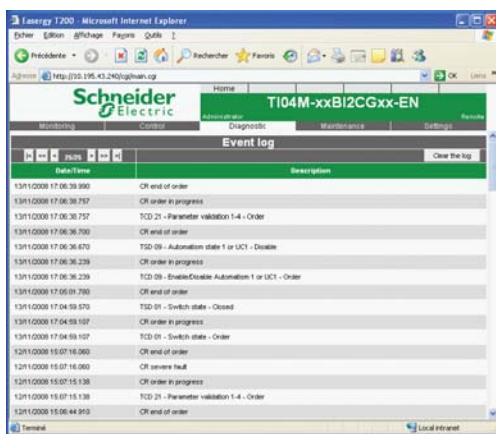 Easergy T200 - Microsoft Internet Explorer
Fichier Edition Affichage Favoris Outils ?
Précédente Rechercher Favoris
Adresse http://10.195.43.240/cgi/main.cgi OK Liens »
Schneider Electric
Home
TI04M-xxBI2CGxx-EN
Administrator Remote
Monitoring Control Diagnostic Maintenance Settings
Event log
|< << < 25/25 > >> >| Clear the log
Date/Time Description
13/11/2008 17:06:39.990 CR end of order
13/11/2008 17:06:38.757 CR order in progress
13/11/2008 17:06:38.757 TCD 21 - Parameter validation 1-4 - Order
13/11/2008 17:06:36.700 CR end of order
13/11/2008 17:06:36.670 TSD 09 - Automatism state 1 or UC1 - Disable
13/11/2008 17:06:36.239 CR order in progress
13/11/2008 17:06:36.239 TCD 09 - Enable/Disable Automatism 1 or UC1 - Order
13/11/2008 17:05:01.780 CR end of order
13/11/2008 17:04:59.570 TSD 01 - Switch state - Closed
13/11/2008 17:04:59.107 CR order in progress
13/11/2008 17:04:59.107 TCD 01 - Switch state - Order
12/11/2008 15:07:16.060 CR end of order
12/11/2008 15:07:16.060 CR severe fault
12/11/2008 15:07:15.138 CR order in progress
12/11/2008 15:07:15.138 TCD 21 - Parameter validation 1-4 - Order
12/11/2008 15:06:44.910 CR end of order
Terminé Local intranet